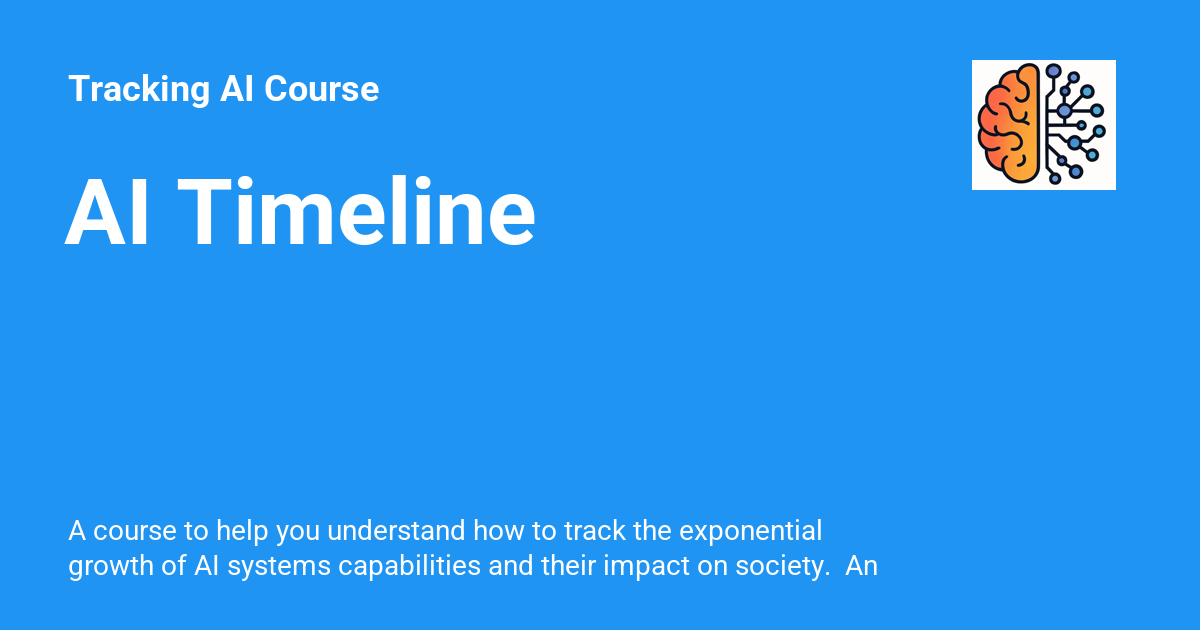 Tracking AI Course
AI Timeline
A course to help you understand how to track the exponential
growth of AI systems capabilities and their impact on society.  An